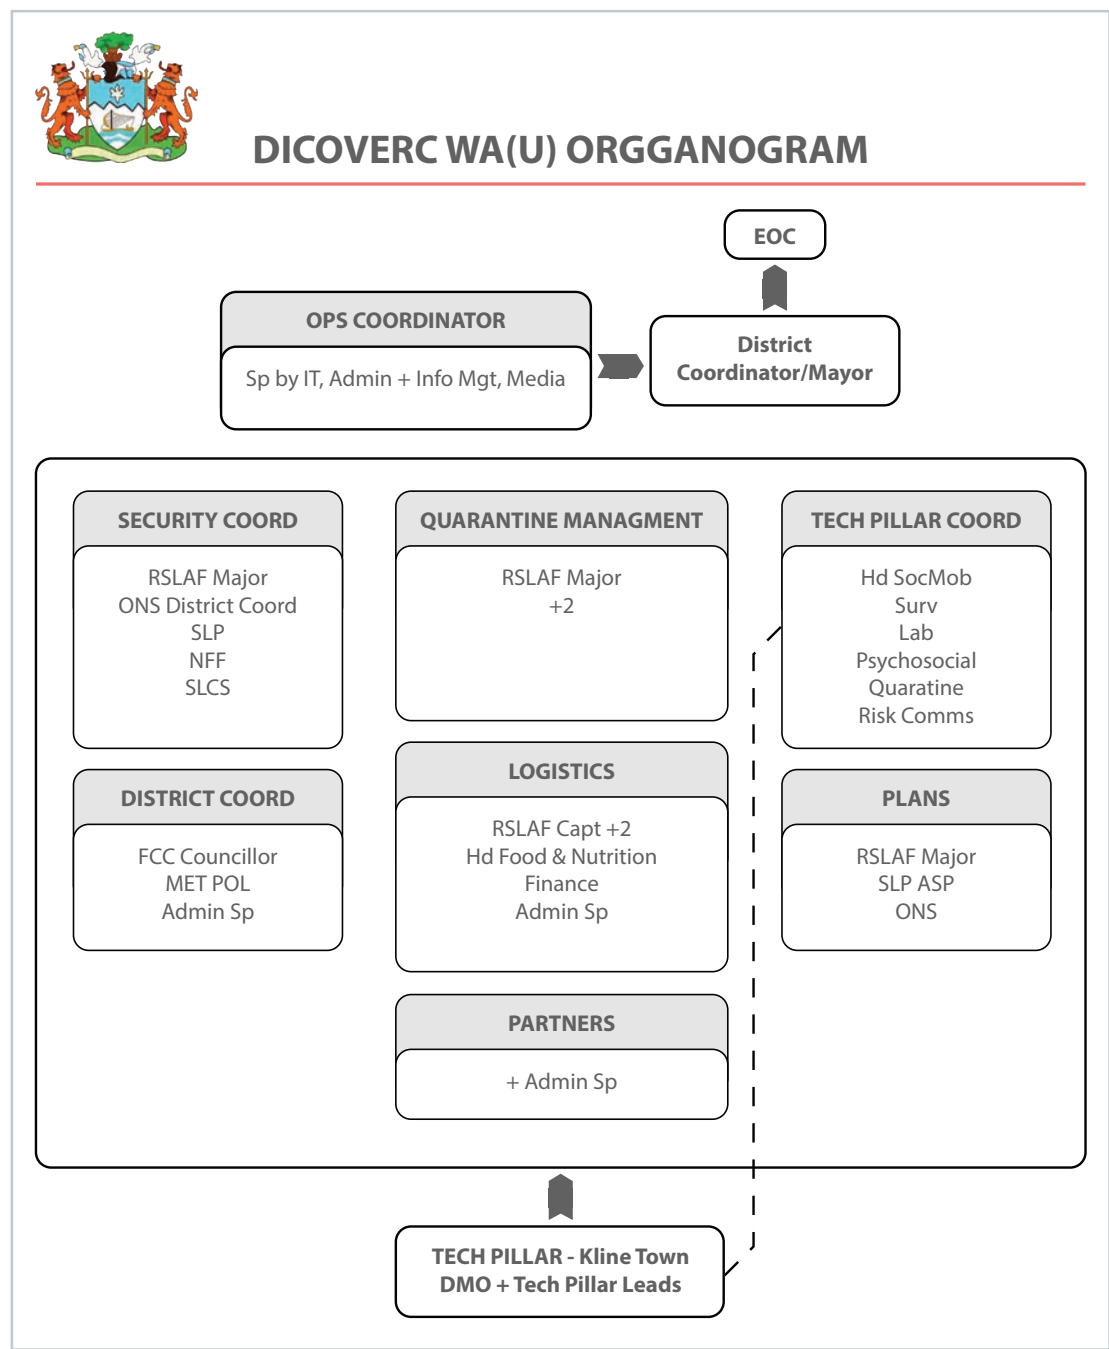 DICOVERC WA(U) ORGGANOGRAM
EOC
OPS COORDINATOR
Sp by IT, Admin + Info Mgt, Media
District
Coordinator/Mayor
SECURITY COORD
RSLAF Major
ONS District Coord
SLP
NFF
SLCS
QUARANTINE MANAGMENT
RSLAF Major
+2
TECH PILLAR COORD
Hd SocMob
Surv
Lab
Psychosocial
Quaratine
Risk Comms
DISTRICT COORD
FCC Councillor
MET POL
Admin Sp
LOGISTICS
RSLAF Capt +2
Hd Food & Nutrition
Finance
Admin Sp
PLANS
RSLAF Major
SLP ASP
ONS
PARTNERS
+ Admin Sp
TECH PILLAR - Kline Town
DMO + Tech Pillar Leads